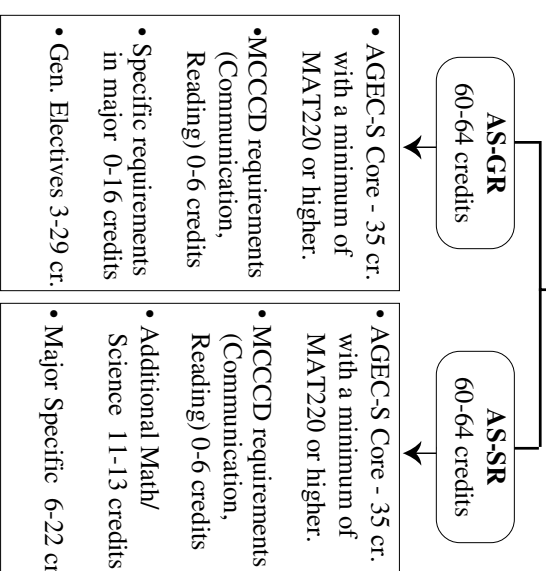 AS-GR
60-64 credits
• AGEC-S Core - 35 cr.
with a minimum of
MAT220 or higher.
•MCCCD requirements
(Communication,
Reading) 0-6 credits
• Specific requirements
in major 0-16 credits
• Gen. Electives 3-29 cr.
AS-SR
60-64 credits
• AGEC-S Core - 35 cr.
with a minimum of
MAT220 or higher.
• MCCCD requirements
(Communication,
Reading) 0-6 credits
• Additional Math/
Science 11-13 credits
• Major Specific 6-22 cr